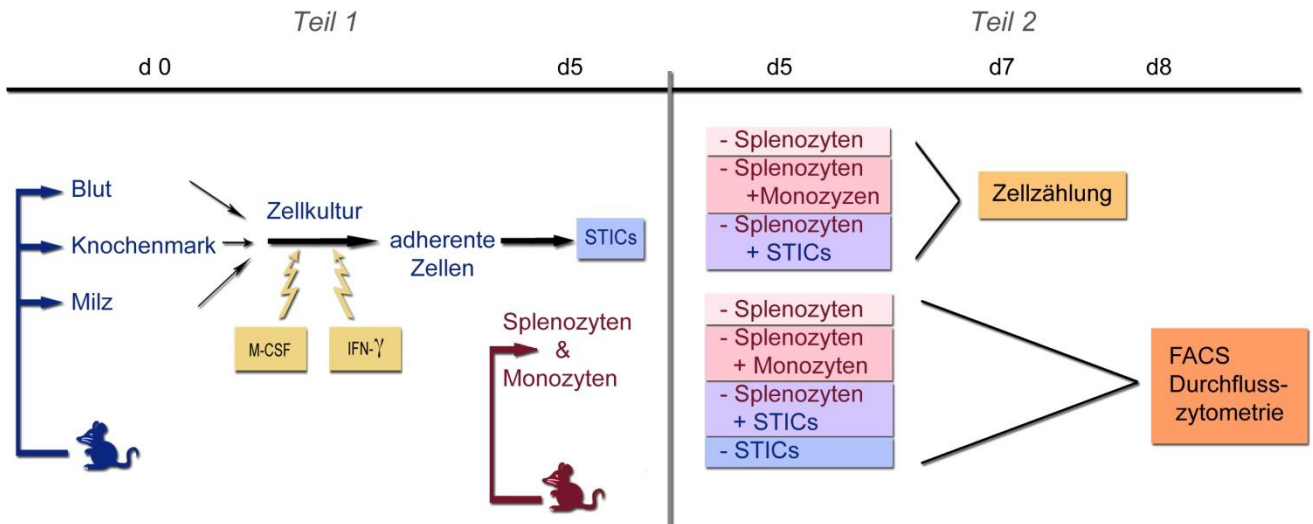 Teil 1
Teil 2
d 0
d5
d5
d7
d8
Blut
Knochenmark
Milz
Zellkultur
M-CSF
IFN-γ
adherente
Zellen
STICs
Splenozyten
&
Monozyten
- Splenozyten
- Splenozyten
+Monozyzen
- Splenozyten
+ STICs
Zellzählung
- Splenozyten
- Splenozyten
+ Monozyten
- Splenozyten
+ STICs
- STICs
FACS
Durchfluss-
zytometrie